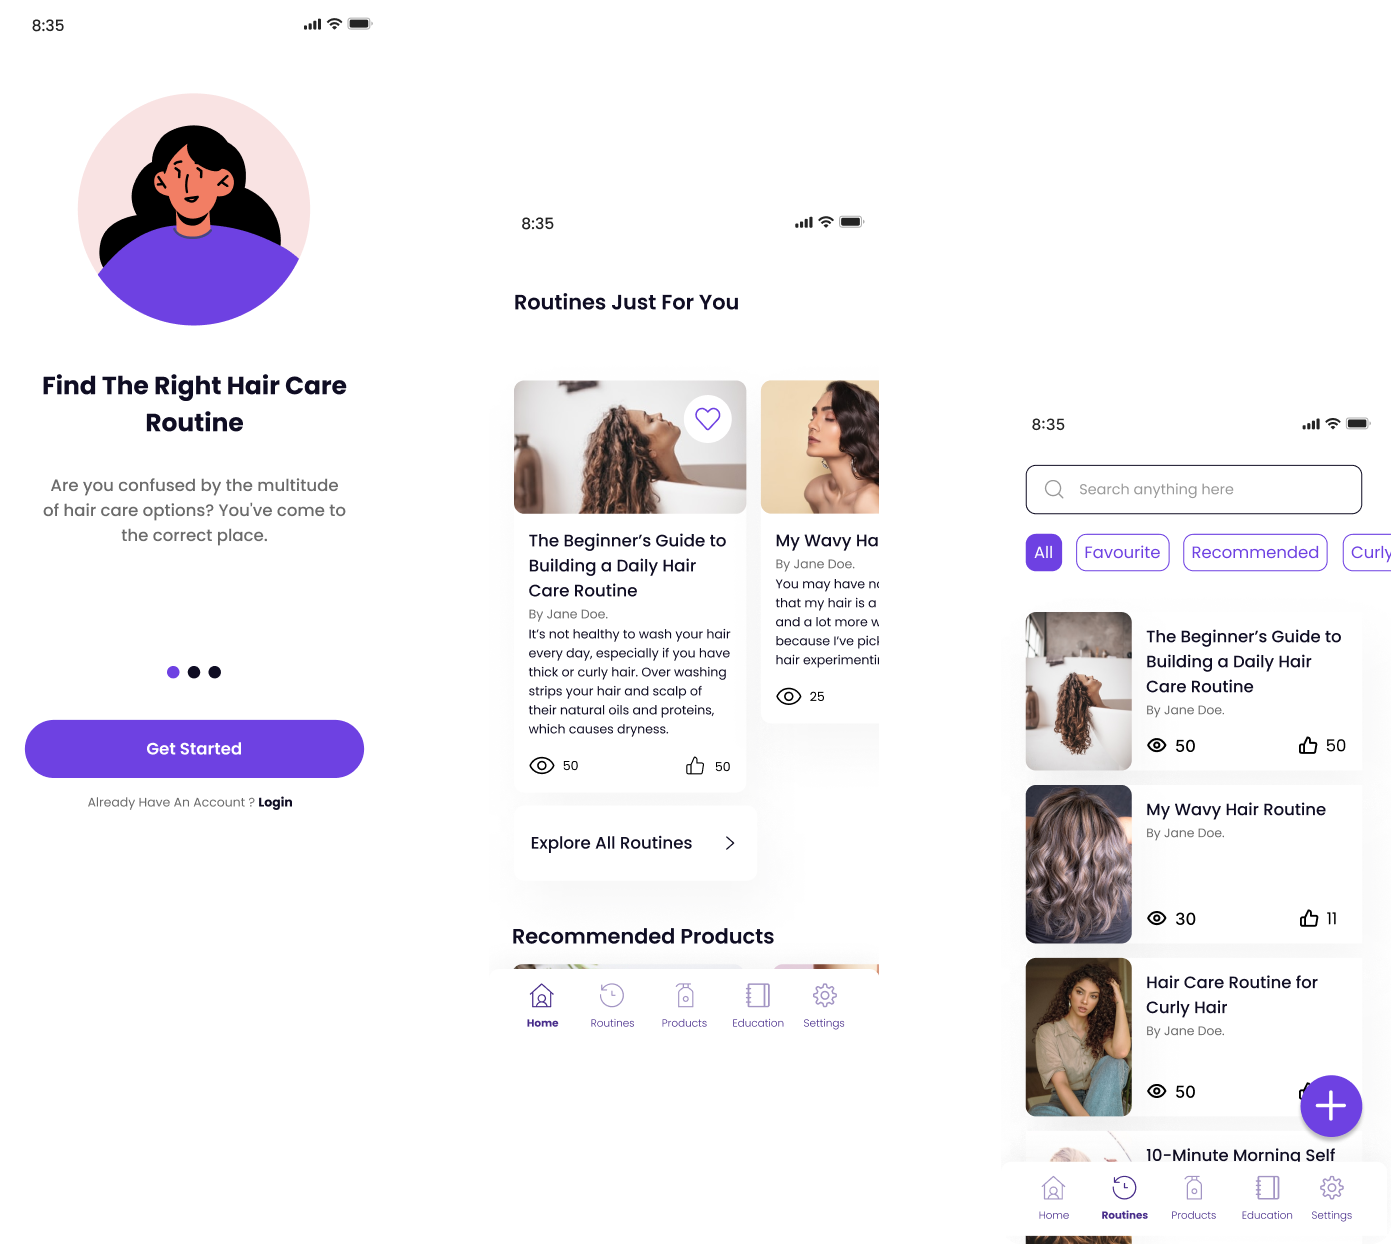 8:35
Find The Right Hair Care
Routine
Are you confused by the multitude
of hair care options? You've come to
the correct place.
Get Started
Already Have An Account ? Login
8:35
Routines Just For You
The Beginner’s Guide to
Building a Daily Hair
Care Routine
By Jane Doe.
It’s not healthy to wash your hair
every day, especially if you have
thick or curly hair. Over washing
strips your hair and scalp of
their natural oils and proteins,
which causes dryness.
50
50
My Wavy Ha
By Jane Doe.
You may have no
that my hair is a
and a lot more w
because I’ve pick
hair experimenti
25
Explore All Routines
Recommended Products
Home
Routines
Products
Education
Settings
8:35
Search anything here
All
Favourite
Recommended
Curly
The Beginner’s Guide to
Building a Daily Hair
Care Routine
By Jane Doe.
50
50
My Wavy Hair Routine
By Jane Doe.
30
11
Hair Care Routine for
Curly Hair
By Jane Doe.
50
10-Minute Morning Self
Home
Routines
Products
Education
Settings